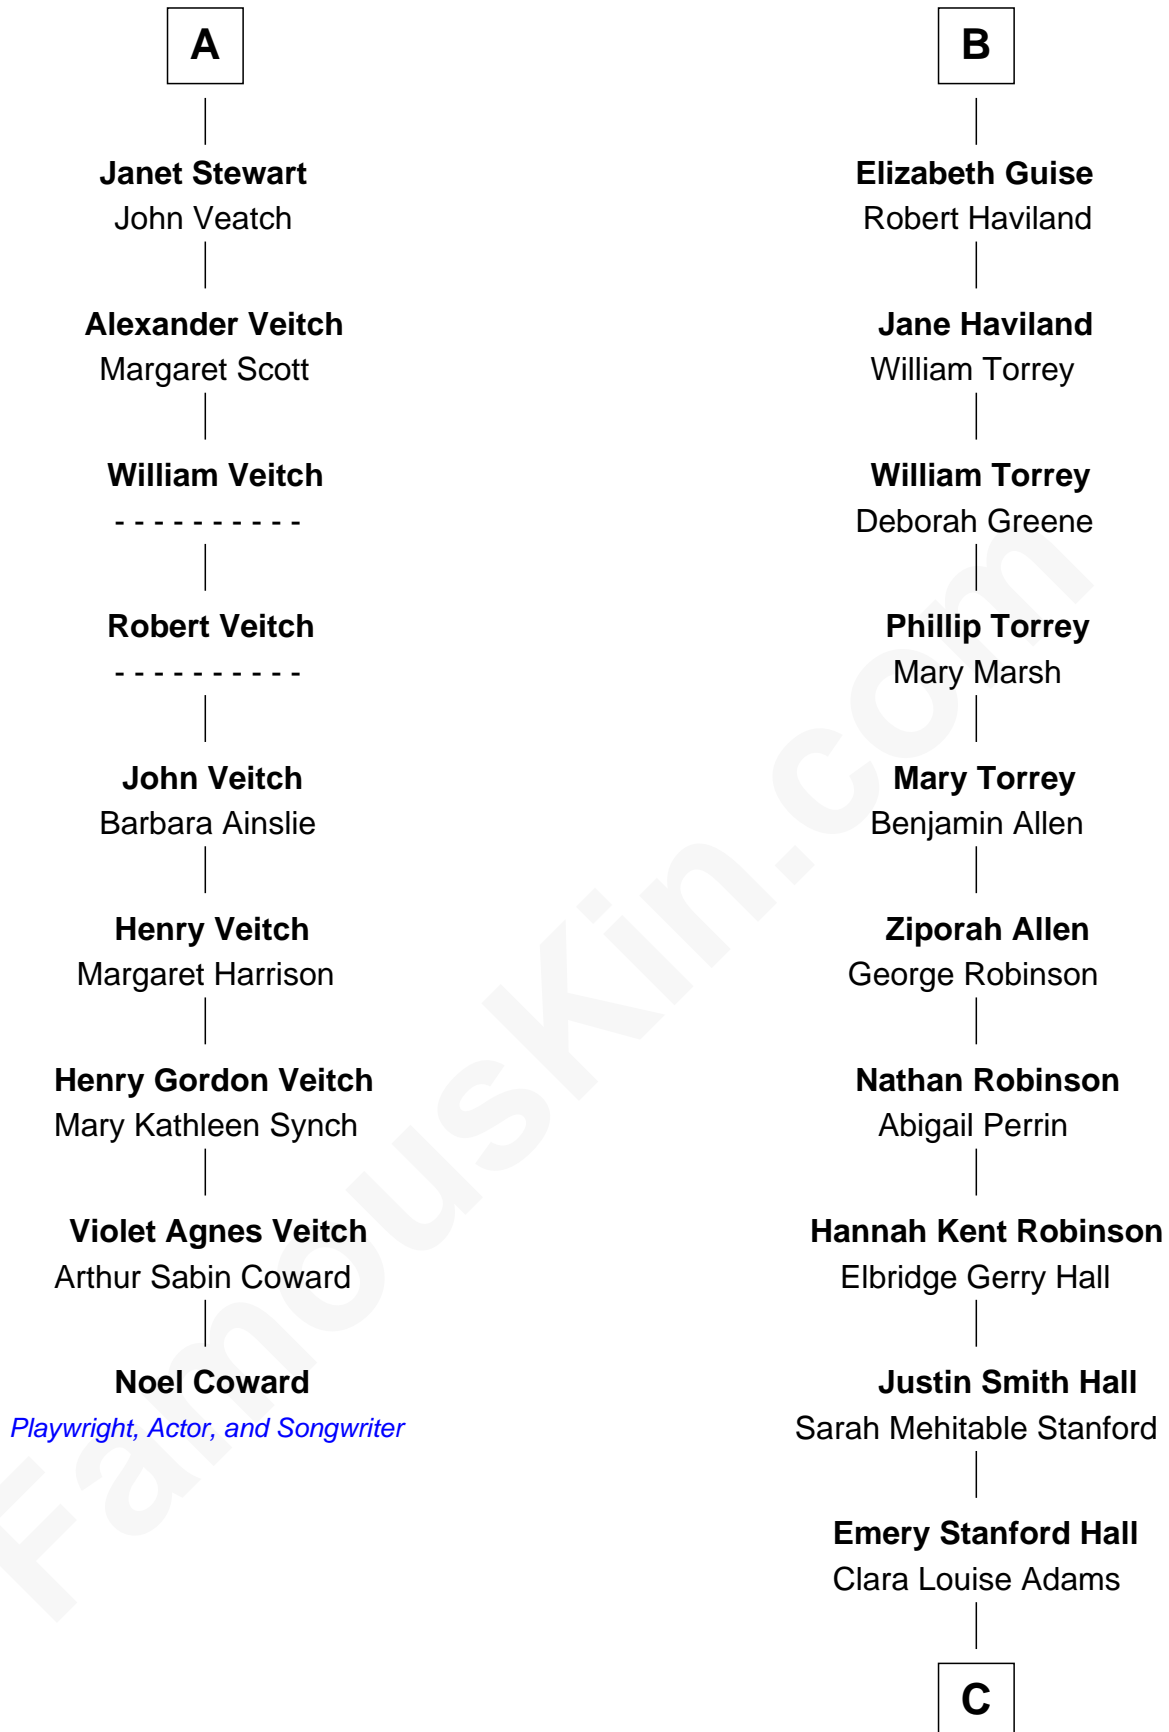 A
Janet Stewart
John Veatch
Alexander Veitch
Margaret Scott
William Veitch
- - - - - - - - - -
Robert Veitch
- - - - - - - - - -
John Veitch
Barbara Ainslie
Henry Veitch
Margaret Harrison
Henry Gordon Veitch
Mary Kathleen Synch
Violet Agnes Veitch
Arthur Sabin Coward
Noel Coward
Playwright, Actor, and Songwriter
B
Elizabeth Guise
Robert Haviland
Jane Haviland
William Torrey
William Torrey
Deborah Greene
Phillip Torrey
Mary Marsh
Mary Torrey
Benjamin Allen
Ziporah Allen
George Robinson
Nathan Robinson
Abigail Perrin
Hannah Kent Robinson
Elbridge Gerry Hall
Justin Smith Hall
Sarah Mehitable Stanford
Emery Stanford Hall
Clara Louise Adams
C
FamousKin.com